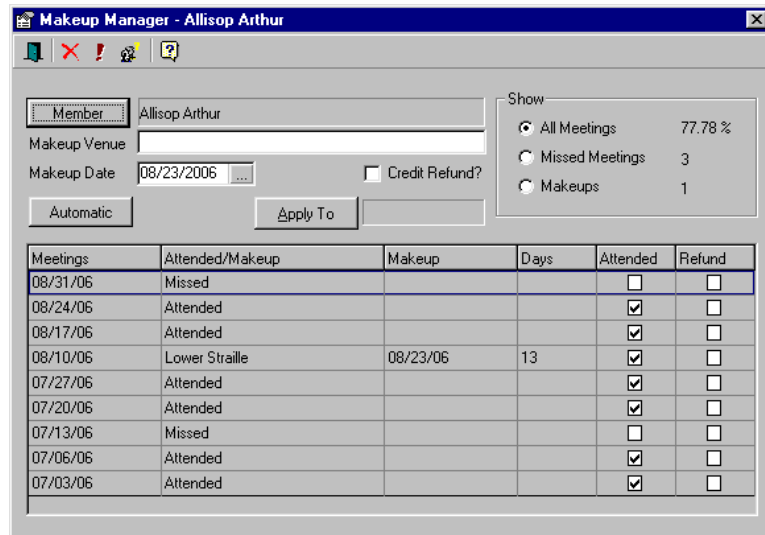 Makeup Manager - Allisop Arthur
Member Allisop Arthur
Makeup Venue
Makeup Date 08/23/2006 ... Credit Refund?
Automatic Apply To
Show
All Meetings 77.78 %
Missed Meetings 3
Makeups 1
Meetings Attended/Makeup Makeup Days Attended Refund
08/31/06 Missed
08/24/06 Attended
08/17/06 Attended
08/10/06 Lower Straille 08/23/06 13
07/27/06 Attended
07/20/06 Attended
07/13/06 Missed
07/06/06 Attended
07/03/06 Attended